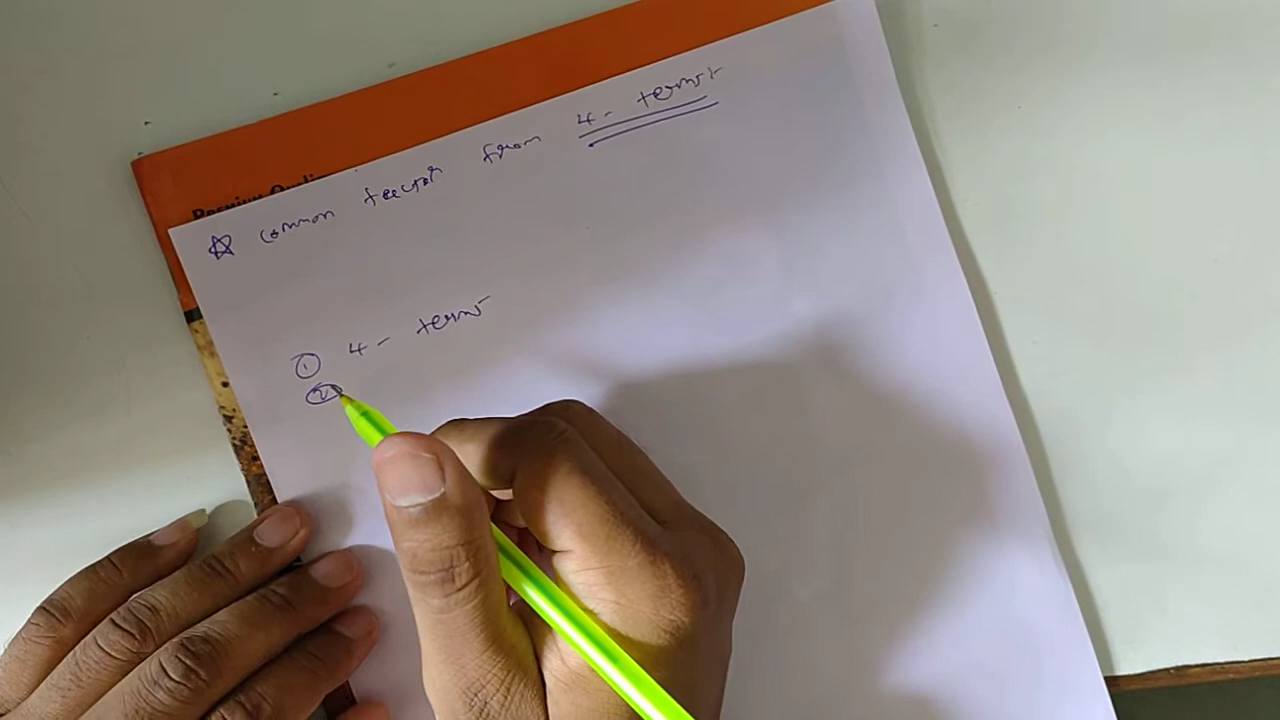 common factor from 4- terms:-
① 4- terms
②